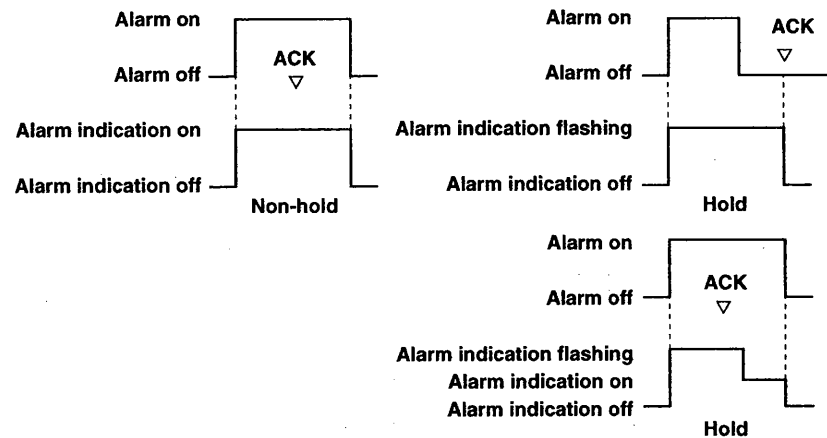 Alarm on
ACK
Alarm off
Alarm indication on
Alarm indication off
Non-hold
Alarm on
ACK
Alarm off
Alarm indication flashing
Alarm indication off
Hold
Alarm on
ACK
Alarm off
Alarm indication flashing
Alarm indication on
Alarm indication off
Hold